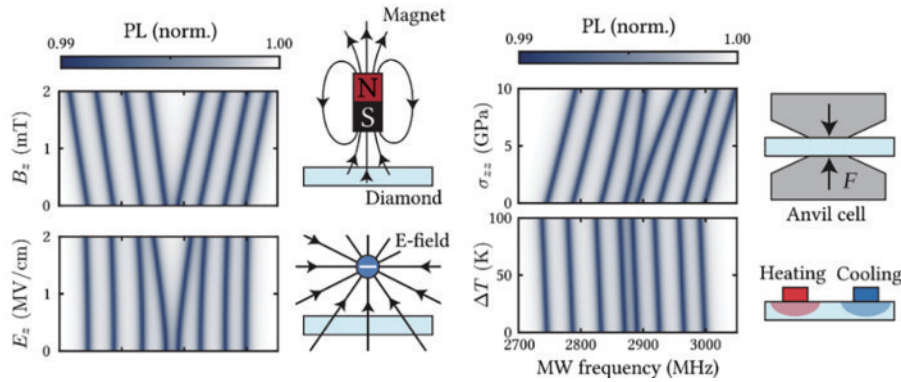 PL (norm.)
0.99
1.00
Magnet
N
S
Diamond
2
1
0
B_z (mT)
E-field
2
1
0
E_z (MV/cm)
PL (norm.)
0.99
1.00
10
5
0
σ_zz (GPa)
F
Anvil cell
100
50
0
ΔT (K)
Heating Cooling
2700 2800 2900 3000
MW frequency (MHz)